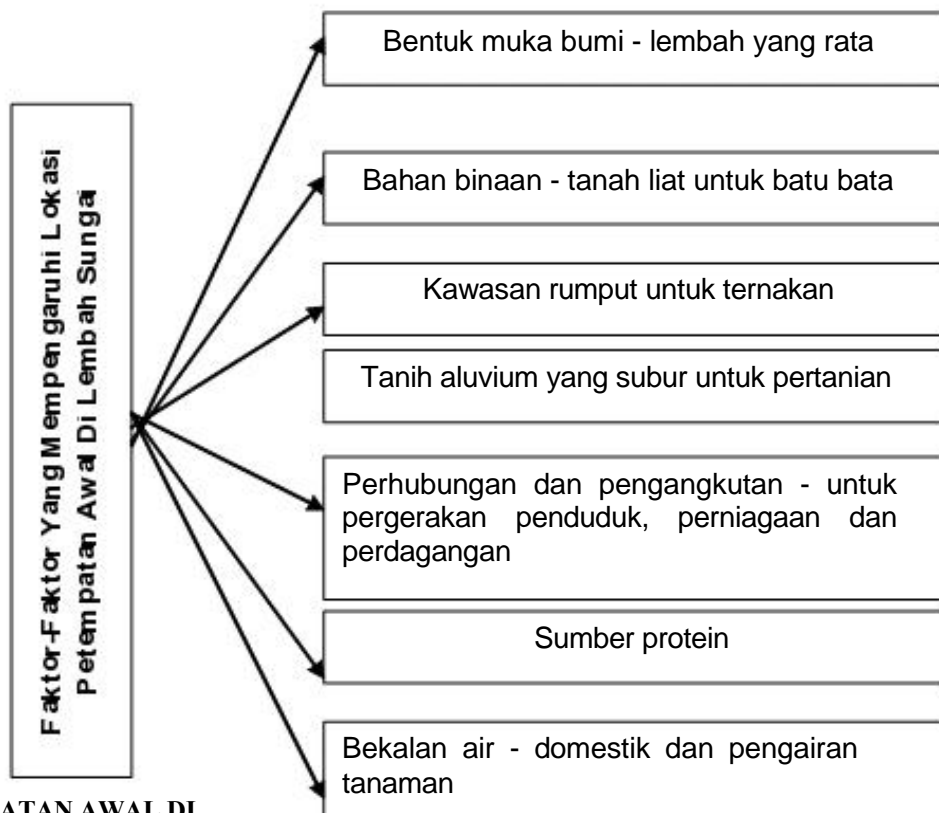 Faktor-Faktor Yang Mempengaruhi Lokasi
Petempatan Awal Di Lembah Sungai
Bentuk muka bumi - lembah yang rata
Bahan binaan - tanah liat untuk batu bata
Kawasan rumput untuk ternakan
Tanih aluvium yang subur untuk pertanian
Perhubungan dan pengangkutan - untuk
pergerakan penduduk, perniagaan dan
perdagangan
Sumber protein
Bekalan air - domestik dan pengairan
tanaman
ATAN AWAL DI